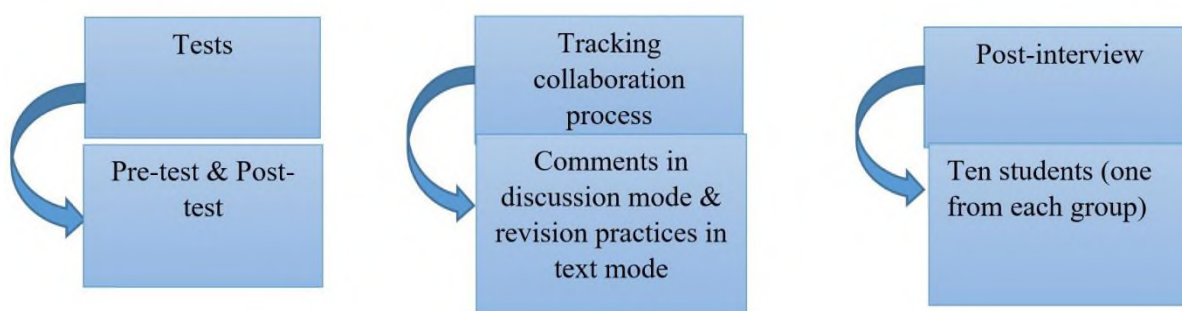 Tests
Pre-test & Post-
test
Tracking
collaboration
process
Comments in
discussion mode &
revision practices in
text mode
Post-interview
Ten students (one
from each group)